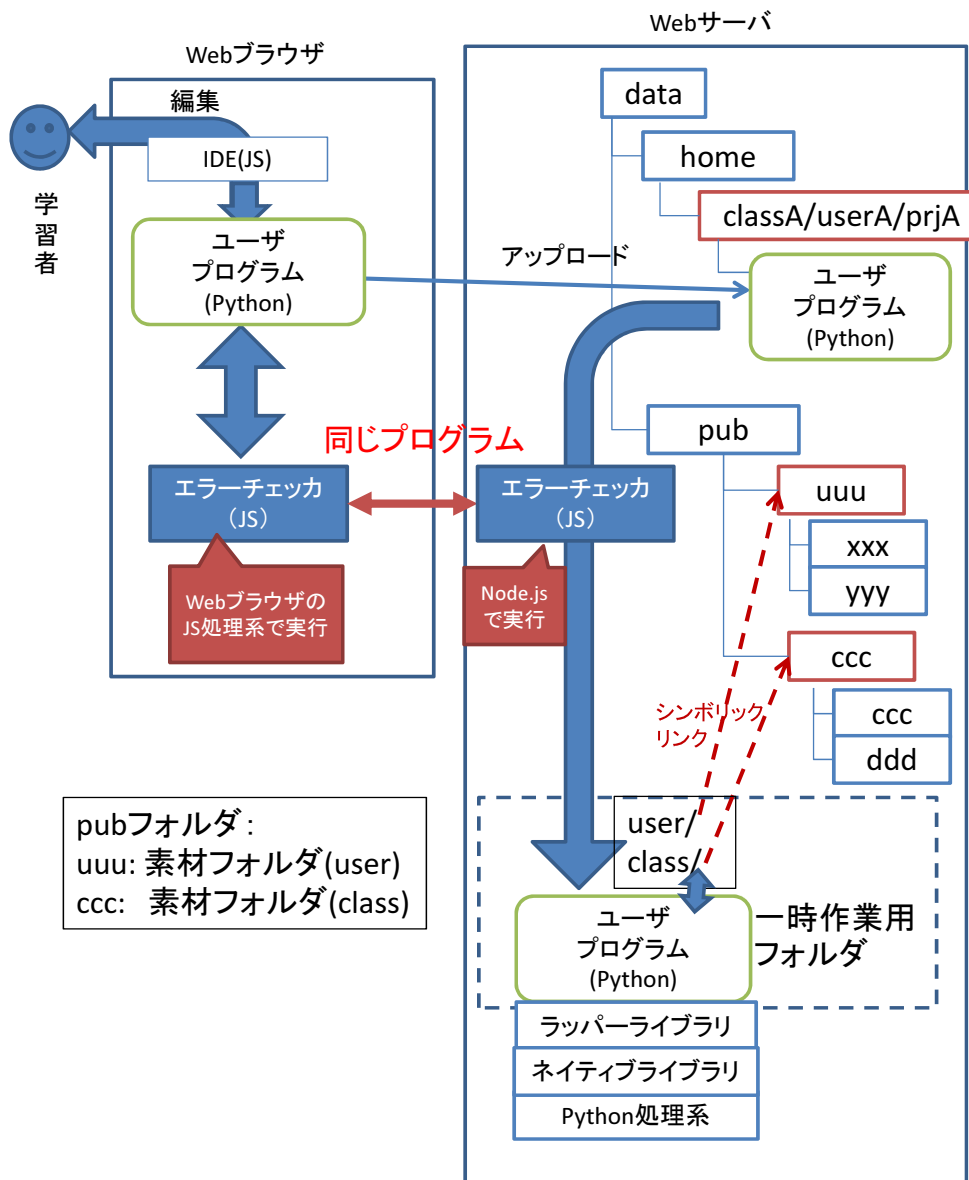 Webブラウザ
編集
IDE(JS)
学
習
者
ユーザ
プログラム
(Python)
アップロード
エラーチェッカ
(JS)
Webブラウザの
JS処理系で実行
同じプログラム
Webサーバ
data
home
classA/userA/prjA
ユーザ
プログラム
(Python)
エラーチェッカ
(JS)
Node.js
で実行
pub
uuu
xxx
yyy
ccc
ccc
ddd
シンボリック
リンク
user/
class/
ユーザ
プログラム
(Python)
一時作業用
フォルダ
ラッパーライブラリ
ネイティブライブラリ
Python処理系
pubフォルダ:
uuu: 素材フォルダ(user)
ccc: 素材フォルダ(class)